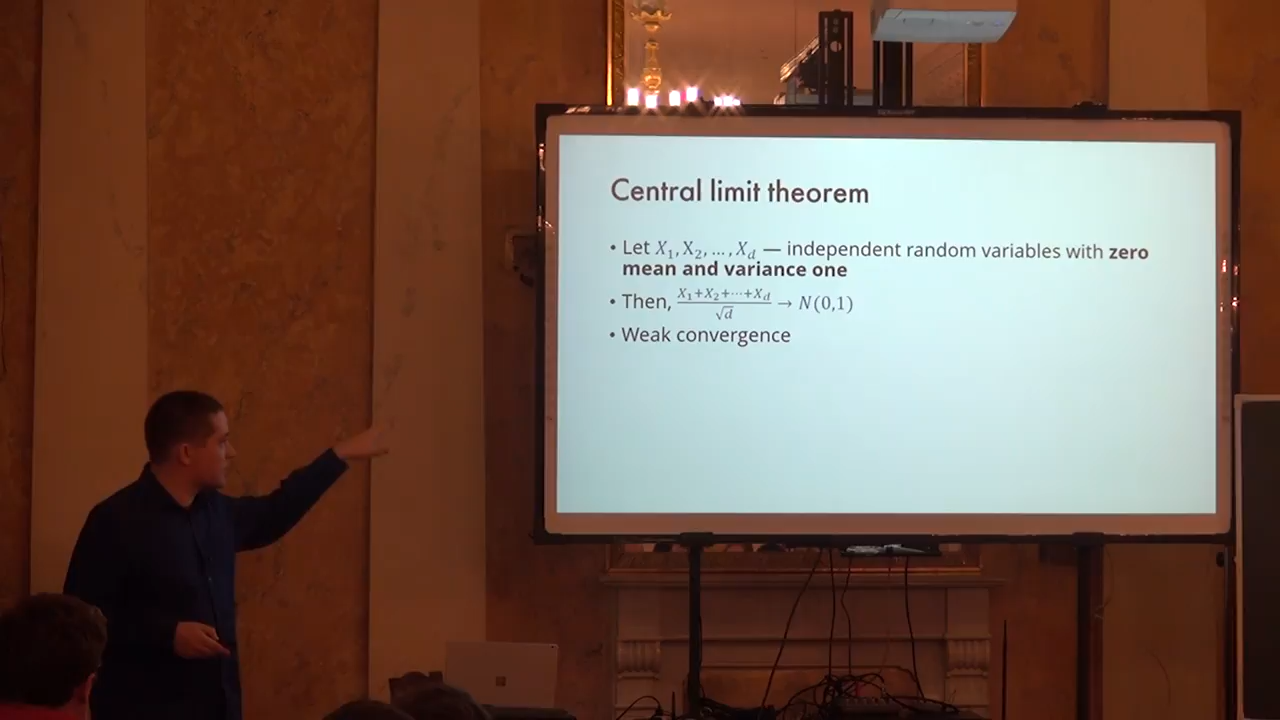 Central limit theorem
• Let X₁, X₂, …, X_d — independent random variables with zero
mean and variance one
• Then, (X₁+X₂+⋯+X_d)/√d → N(0,1)
• Weak convergence